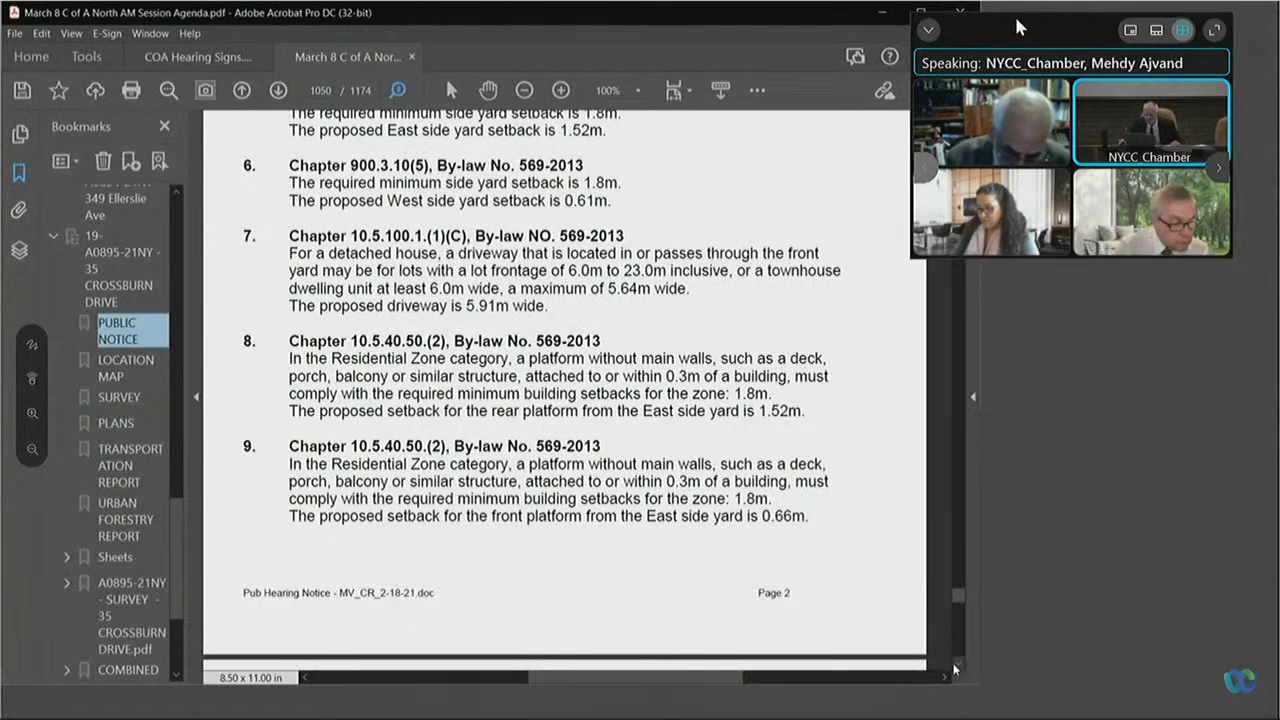 March 8 C of A North AM Session Agenda.pdf - Adobe Acrobat Pro DC (32-bit)
File Edit View E-Sign Window Help
Home Tools COA Hearing Signs.... March 8 C of A Nor... ×
1050 / 1174 100%
Speaking: NYCC_Chamber, Mehdy Ajvand
NYCC_Chamber
Bookmarks
349 Ellerslie
Ave
19-
A0895-21NY -
35
CROSSBURN
DRIVE
PUBLIC
NOTICE
LOCATION
MAP
SURVEY
PLANS
TRANSPORT
ATION
REPORT
URBAN
FORESTRY
REPORT
Sheets
A0895-21NY
- SURVEY -
35
CROSSBURN
DRIVE.pdf
COMBINED
The required minimum side yard setback is 1.8m.
The proposed East side yard setback is 1.52m.
6. Chapter 900.3.10(5), By-law No. 569-2013
The required minimum side yard setback is 1.8m.
The proposed West side yard setback is 0.61m.
7. Chapter 10.5.100.1.(1)(C), By-law NO. 569-2013
For a detached house, a driveway that is located in or passes through the front
yard may be for lots with a lot frontage of 6.0m to 23.0m inclusive, or a townhouse
dwelling unit at least 6.0m wide, a maximum of 5.64m wide.
The proposed driveway is 5.91m wide.
8. Chapter 10.5.40.50.(2), By-law No. 569-2013
In the Residential Zone category, a platform without main walls, such as a deck,
porch, balcony or similar structure, attached to or within 0.3m of a building, must
comply with the required minimum building setbacks for the zone: 1.8m.
The proposed setback for the rear platform from the East side yard is 1.52m.
9. Chapter 10.5.40.50.(2), By-law No. 569-2013
In the Residential Zone category, a platform without main walls, such as a deck,
porch, balcony or similar structure, attached to or within 0.3m of a building, must
comply with the required minimum building setbacks for the zone: 1.8m.
The proposed setback for the front platform from the East side yard is 0.66m.
Pub Hearing Notice - MV_CR_2-18-21.doc Page 2
8.50 x 11.00 in